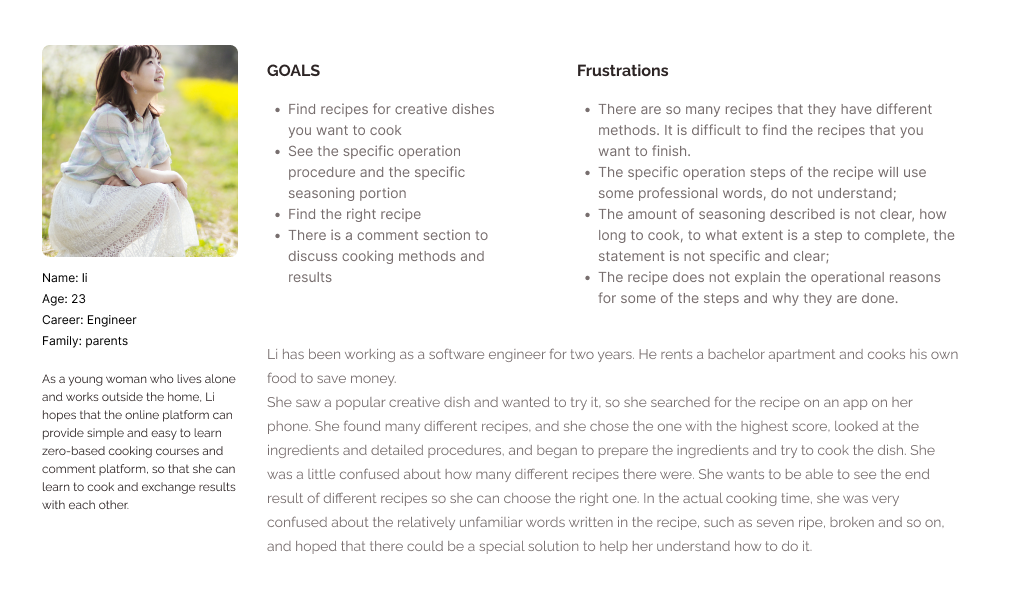 GOALS
• Find recipes for creative dishes
you want to cook
• See the specific operation
procedure and the specific
seasoning portion
• Find the right recipe
• There is a comment section to
discuss cooking methods and
results
Frustrations
• There are so many recipes that they have different
methods. It is difficult to find the recipes that you
want to finish.
• The specific operation steps of the recipe will use
some professional words, do not understand;
• The amount of seasoning described is not clear, how
long to cook, to what extent is a step to complete, the
statement is not specific and clear;
• The recipe does not explain the operational reasons
for some of the steps and why they are done.
Name: li
Age: 23
Career: Engineer
Family: parents
As a young woman who lives alone
and works outside the home, Li
hopes that the online platform can
provide simple and easy to learn
zero-based cooking courses and
comment platform, so that she can
learn to cook and exchange results
with each other.
Li has been working as a software engineer for two years. He rents a bachelor apartment and cooks his own
food to save money.
She saw a popular creative dish and wanted to try it, so she searched for the recipe on an app on her
phone. She found many different recipes, and she chose the one with the highest score, looked at the
ingredients and detailed procedures, and began to prepare the ingredients and try to cook the dish. She
was a little confused about how many different recipes there were. She wants to be able to see the end
result of different recipes so she can choose the right one. In the actual cooking time, she was very
confused about the relatively unfamiliar words written in the recipe, such as seven ripe, broken and so on,
and hoped that there could be a special solution to help her understand how to do it.